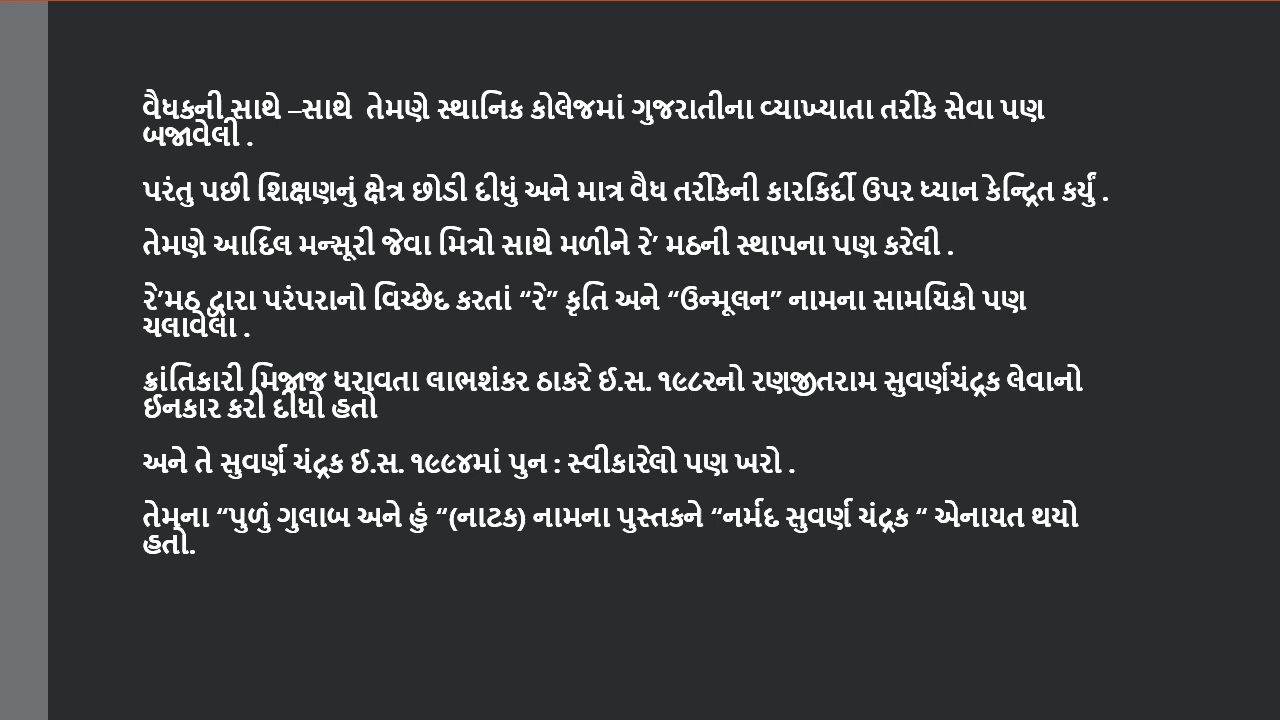 વૈધકની સાથે –સાથે  તેમણે સ્થાનિક કોલેજમાં ગુજરાતીના વ્યાખ્યાતા તરીકે સેવા પણ
બજાવેલી .
પરંતુ પછી શિક્ષણનું ક્ષેત્ર છોડી દીધું અને માત્ર વૈધ તરીકેની કારકિર્દી ઉપર ધ્યાન કેન્દ્રિત કર્યું .
તેમણે આદિલ મન્સૂરી જેવા મિત્રો સાથે મળીને રે’ મઠની સ્થાપના પણ કરેલી .
રે’મઠ દ્વારા પરંપરાનો વિચ્છેદ કરતાં “રે” કૃતિ અને “ઉન્મૂલન” નામના સામયિકો પણ
ચલાવેલા .
ક્રાંતિકારી મિજાજ ધરાવતા લાભશંકર ઠાકરે ઈ.સ. ૧૯૮૨નો રણજીતરામ સુવર્ણચંદ્રક લેવાનો
ઈનકાર કરી દીધો હતો
અને તે સુવર્ણ ચંદ્રક ઈ.સ. ૧૯૯૪માં પુન : સ્વીકારેલો પણ ખરો .
તેમના “પુળું ગુલાબ અને હું “(નાટક) નામના પુસ્તકને “નર્મદ સુવર્ણ ચંદ્રક “ એનાયત થયો
હતો.